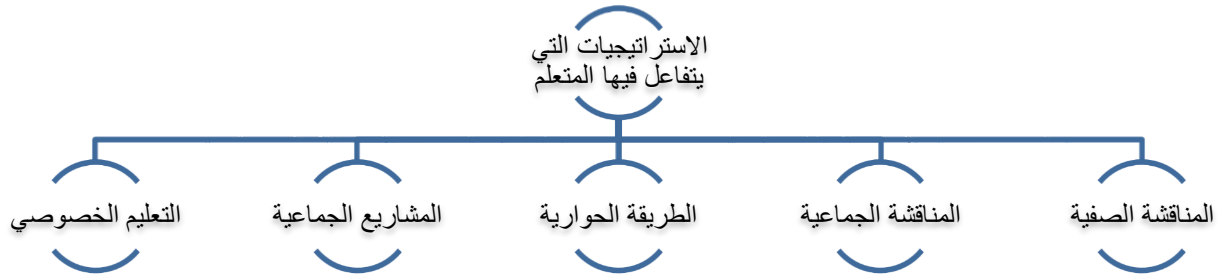 الاستراتيجيات التي
يتفاعل فيها المتعلم
المناقشة الصفية
المناقشة الجماعية
الطريقة الحوارية
المشاريع الجماعية
التعليم الخصوصي